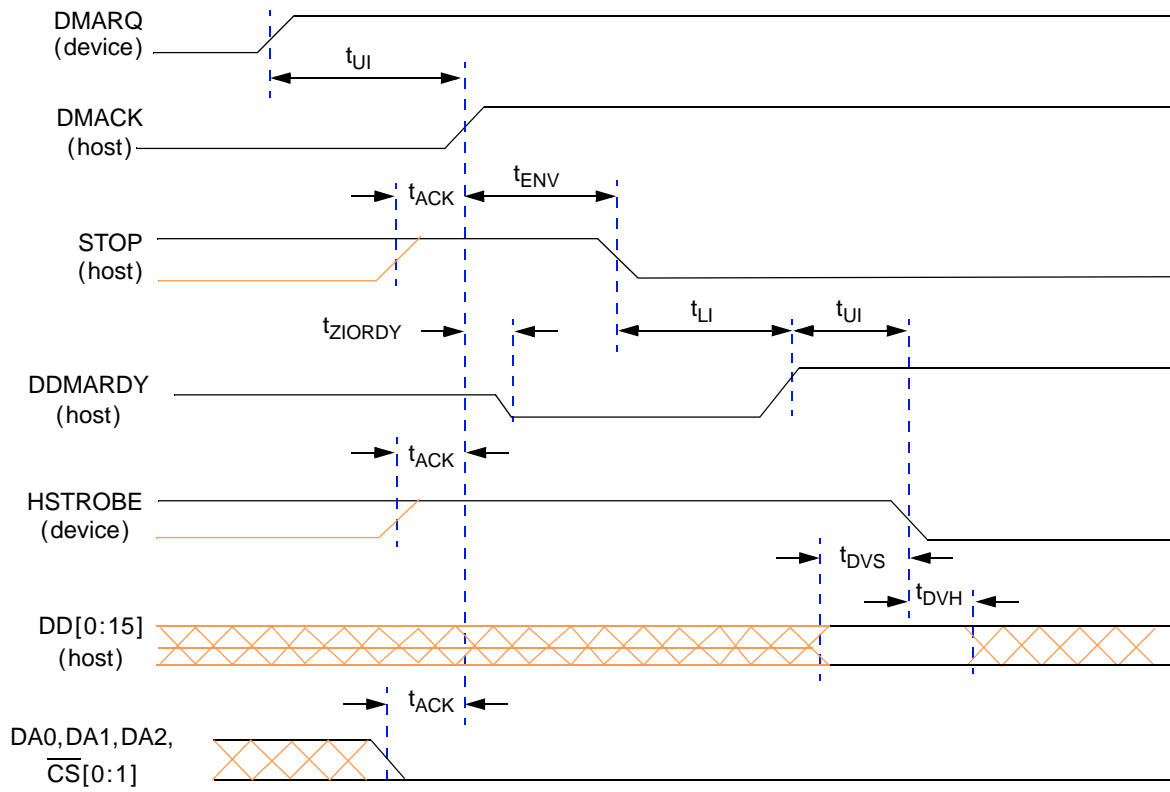 DMARQ
(device)
tUI
DMACK
(host)
tACK
tENV
STOP
(host)
tZIORDY
tLI
tUI
DDMARDY
(host)
tACK
HSTROBE
(device)
tDVS
tDVH
DD[0:15]
(host)
tACK
DA0,DA1,DA2,
CS[0:1]